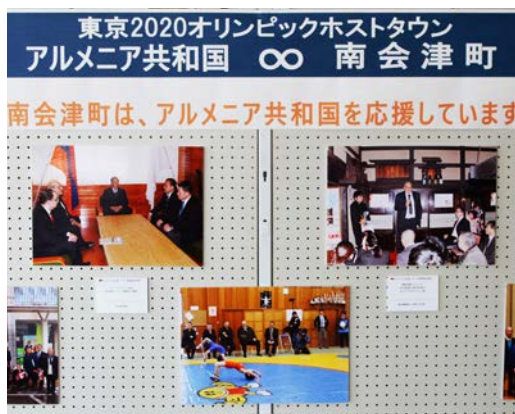 東京2020オリンピックホストタウン
アルメニア共和国 ∞ 南会津町
南会津町は、アルメニア共和国を応援しています